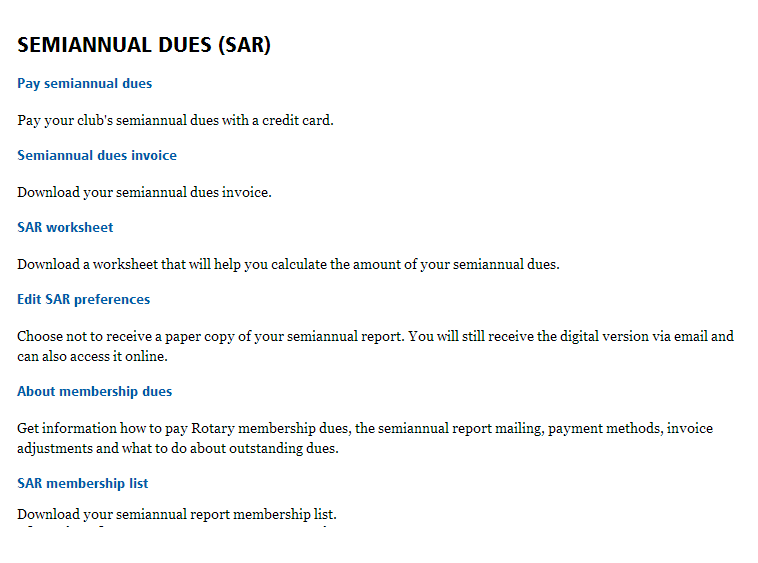 SEMIANNUAL DUES (SAR)
Pay semiannual dues
Pay your club's semiannual dues with a credit card.
Semiannual dues invoice
Download your semiannual dues invoice.
SAR worksheet
Download a worksheet that will help you calculate the amount of your semiannual dues.
Edit SAR preferences
Choose not to receive a paper copy of your semiannual report. You will still receive the digital version via email and
can also access it online.
About membership dues
Get information how to pay Rotary membership dues, the semiannual report mailing, payment methods, invoice
adjustments and what to do about outstanding dues.
SAR membership list
Download your semiannual report membership list.